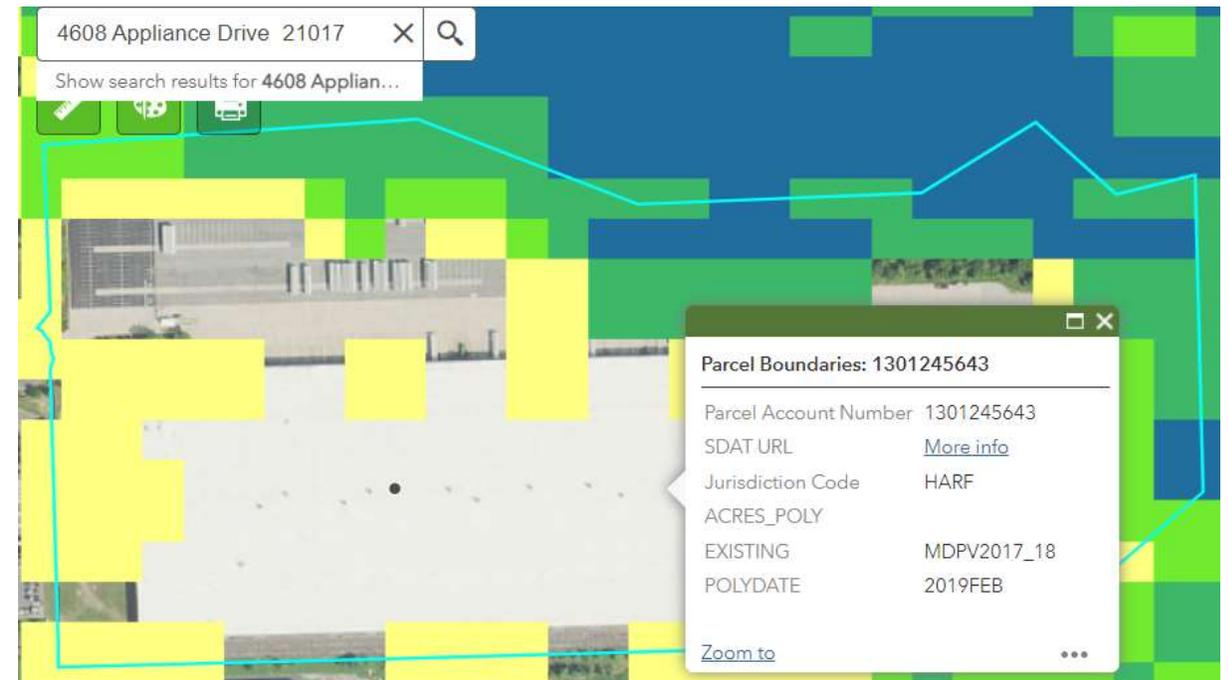 4608 Appliance Drive 21017
Show search results for 4608 Applian...
Parcel Boundaries: 1301245643
Parcel Account Number 1301245643
SDAT URL More info
Jurisdiction Code HARF
ACRES_POLY
EXISTING MDPV2017_18
POLYDATE 2019FEB
Zoom to